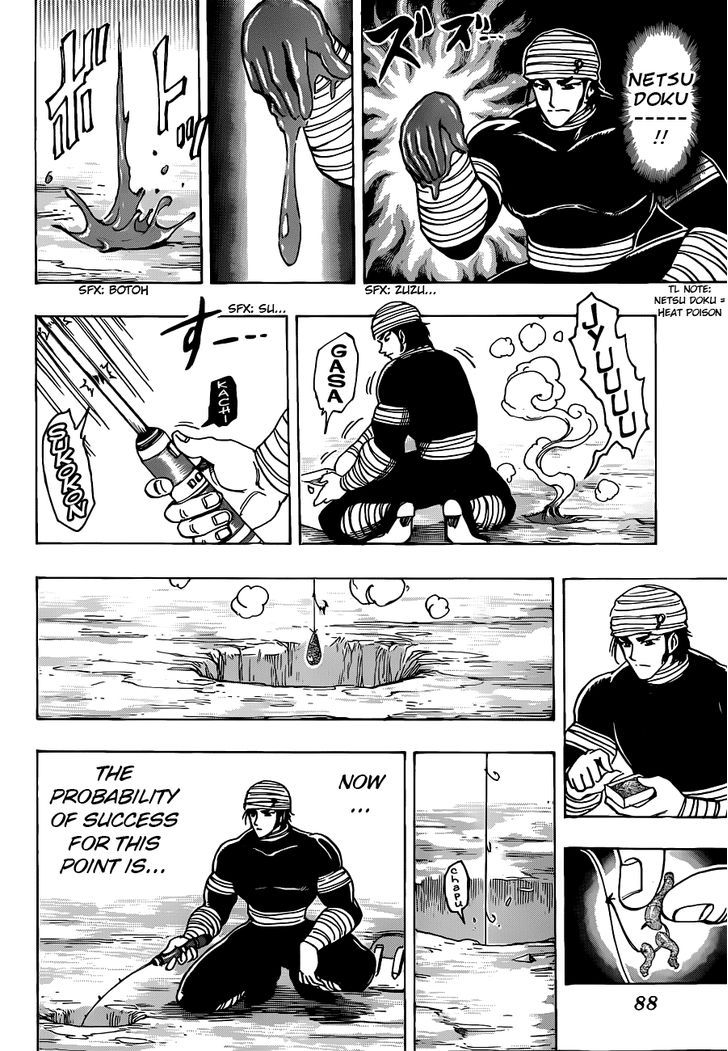 NETSU
DOKU
-----
!!
ズズ...
SFX: ZUZU...
TL NOTE:
NETSU DOKU =
HEAT POISON
ボトッ
SFX: BOTOH
JYUUUU
GASA
SFX: SU...
すー
KACHI
SUKOKON
chapu
NOW
...
THE
PROBABILITY
OF SUCCESS
FOR THIS
POINT IS...
88